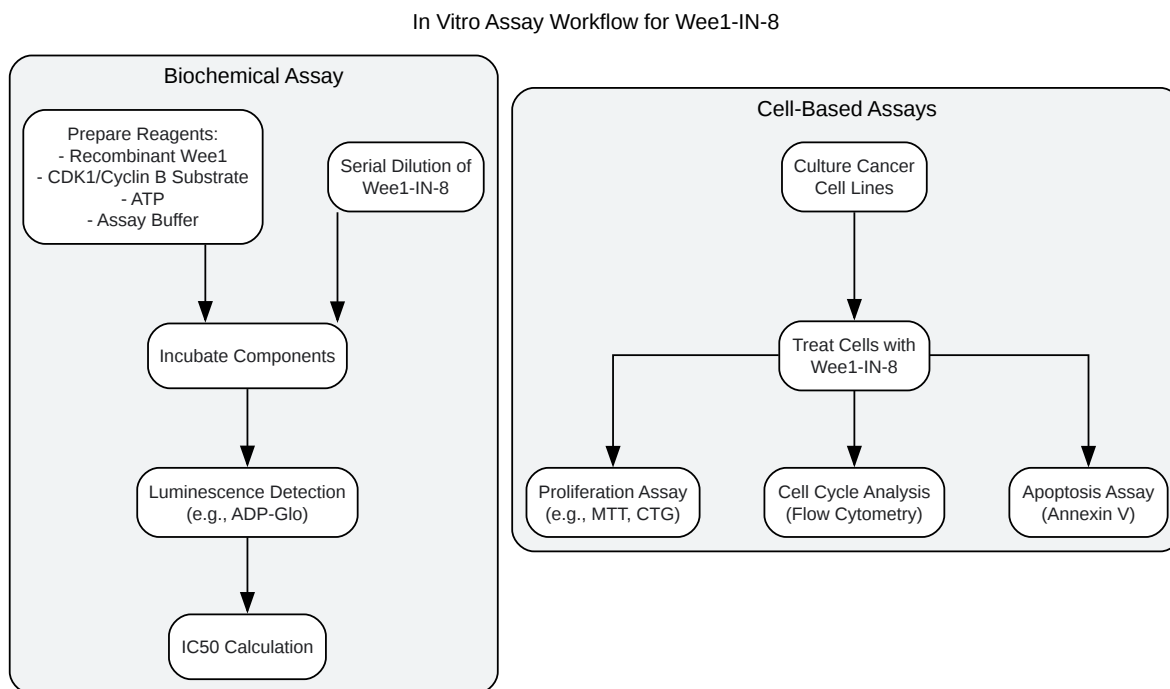 In Vitro Assay Workflow for Wee1-IN-8
Biochemical Assay
Prepare Reagents:
- Recombinant Wee1
- CDK1/Cyclin B Substrate
- ATP
- Assay Buffer
Serial Dilution of
Wee1-IN-8
Incubate Components
Luminescence Detection
(e.g., ADP-Glo)
IC50 Calculation
Cell-Based Assays
Culture Cancer
Cell Lines
Treat Cells with
Wee1-IN-8
Proliferation Assay
(e.g., MTT, CTG)
Cell Cycle Analysis
(Flow Cytometry)
Apoptosis Assay
(Annexin V)